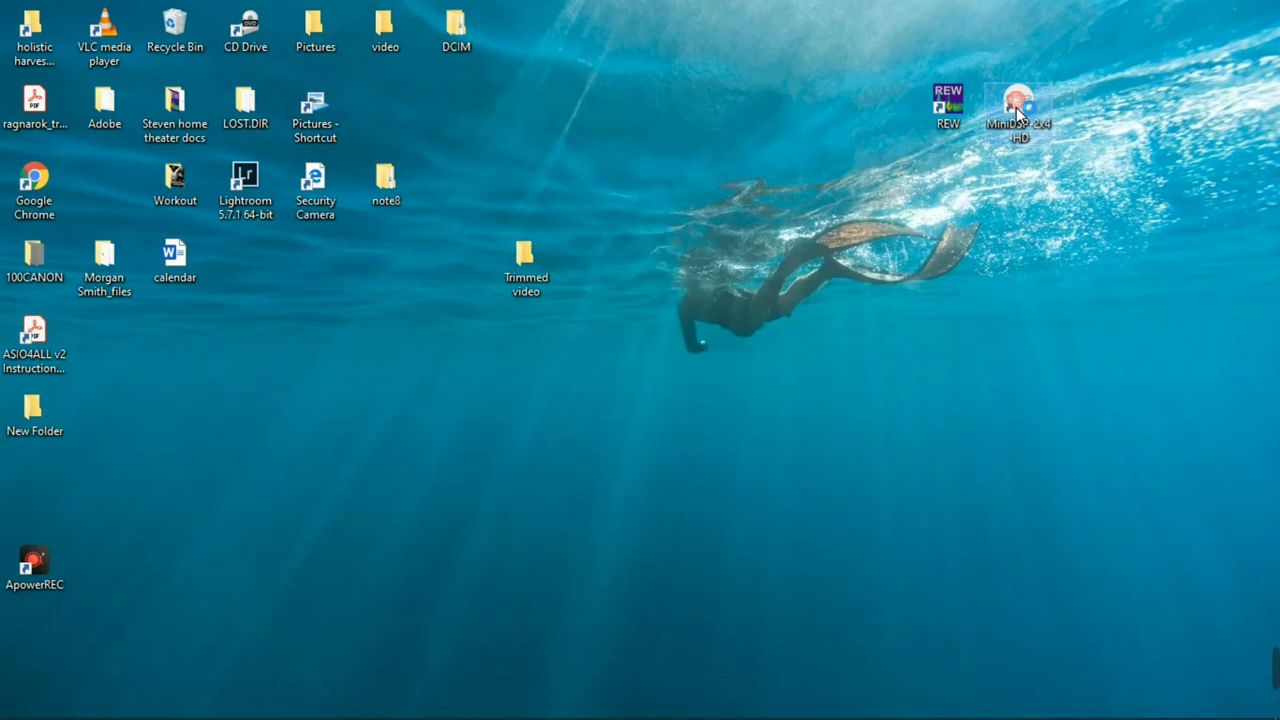 holistic
harves...
VLC media
player
Recycle Bin
CD Drive
Pictures
video
DCIM
ragnarok_tr...
Adobe
Steven home
theater docs
LOST.DIR
Pictures -
Shortcut
REW
REW
MiniDSP-2x4
-HD
Google
Chrome
Workout
Lr
Lightroom
5.7.1 64-bit
Security
Camera
note8
100CANON
Morgan
Smith_files
W
calendar
Trimmed
video
PDF
ASIO4ALL v2
Instruction...
New Folder
ApowerREC